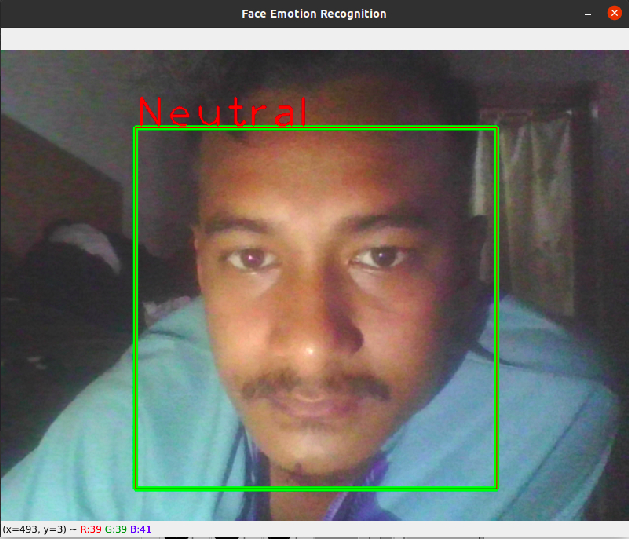 Face Emotion Recognition
Neutral
(x=493, y=3) ~ R:39 G:39 B:41